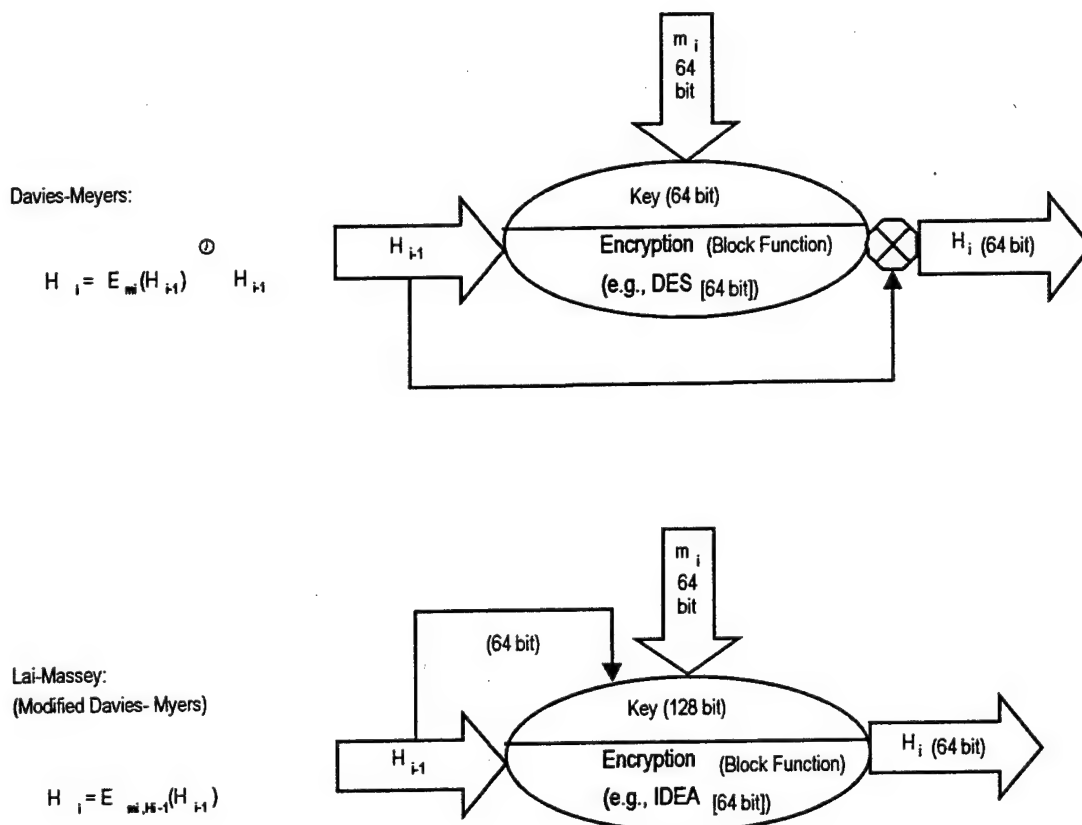 m i
64
bit
Davies-Meyers:
Key (64 bit)
H i-1
Encryption (Block Function)
H i (64 bit)
H i = E mi(H i-1) H i-1
(e.g., DES [64 bit])
m i
64
bit
(64 bit)
Lai-Massey:
(Modified Davies- Myers)
Key (128 bit)
H i-1
Encryption (Block Function)
H i (64 bit)
H i = E mi,Hi-1(H i-1)
(e.g., IDEA [64 bit])